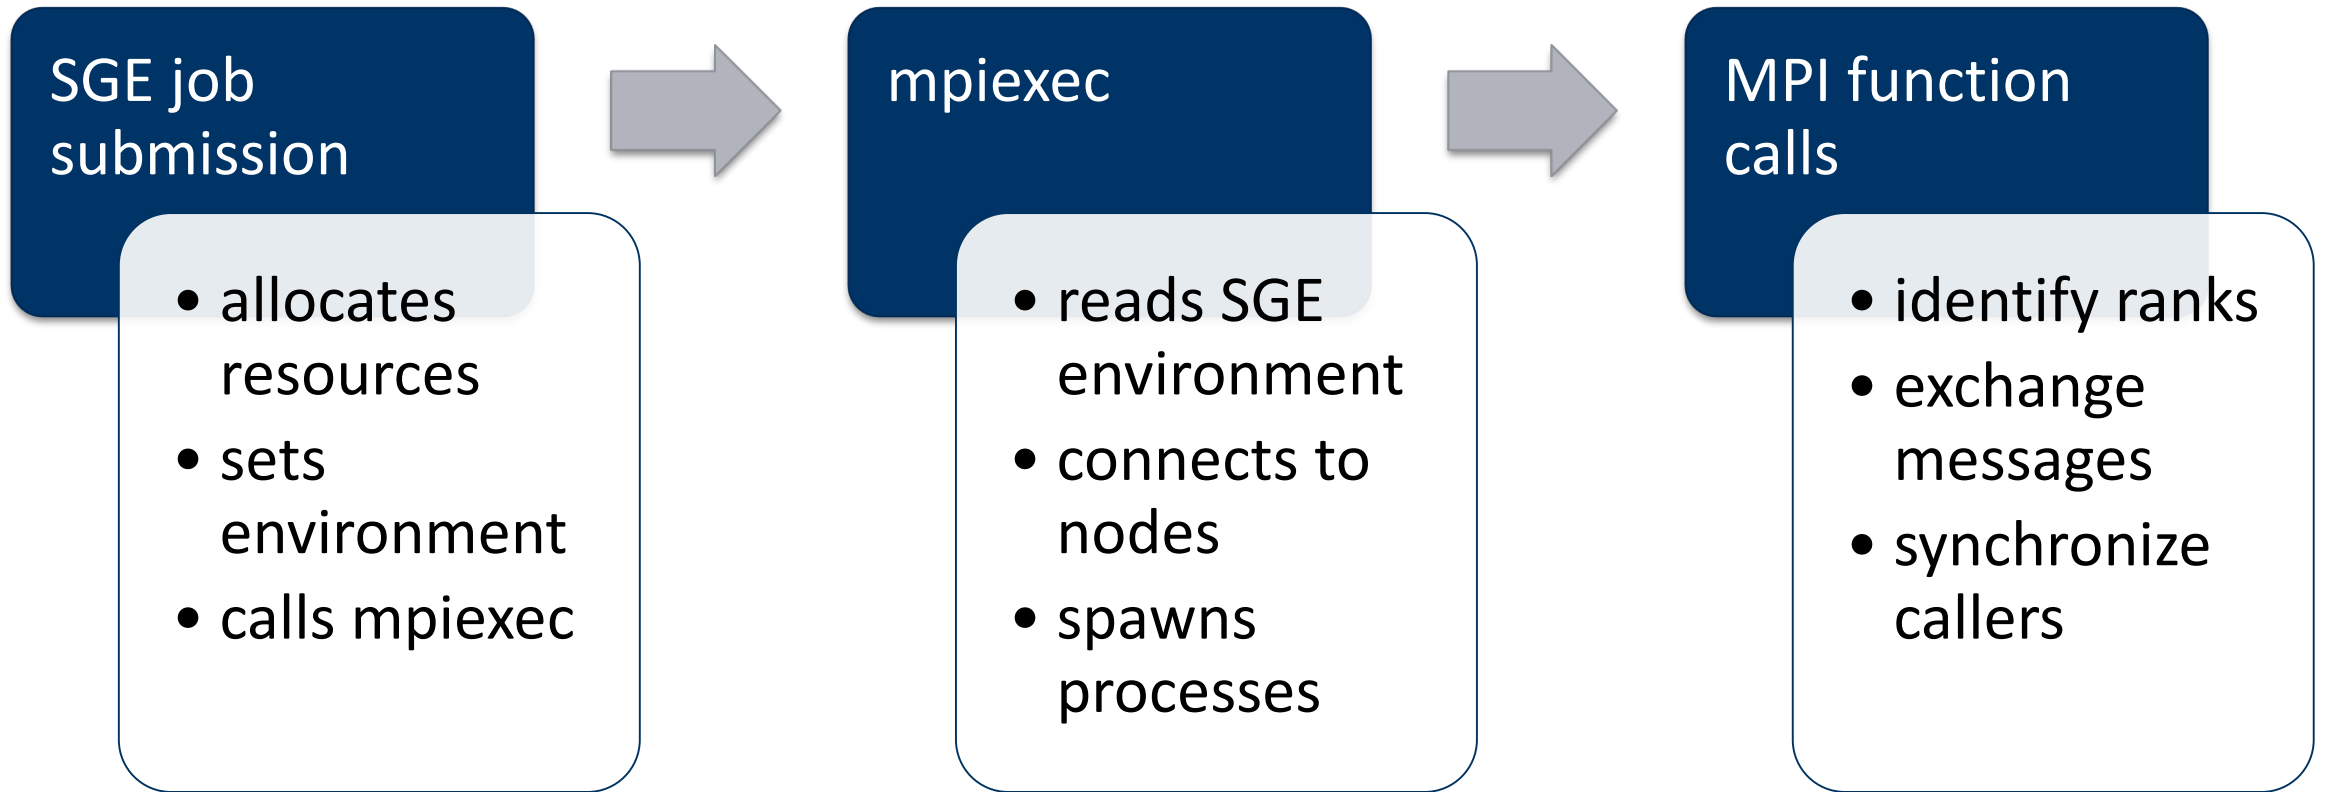 SGE job
submission
• allocates
resources
• sets
environment
• calls mpiexec
mpiexec
• reads SGE
environment
• connects to
nodes
• spawns
processes
MPI function
calls
• identify ranks
• exchange
messages
• synchronize
callers